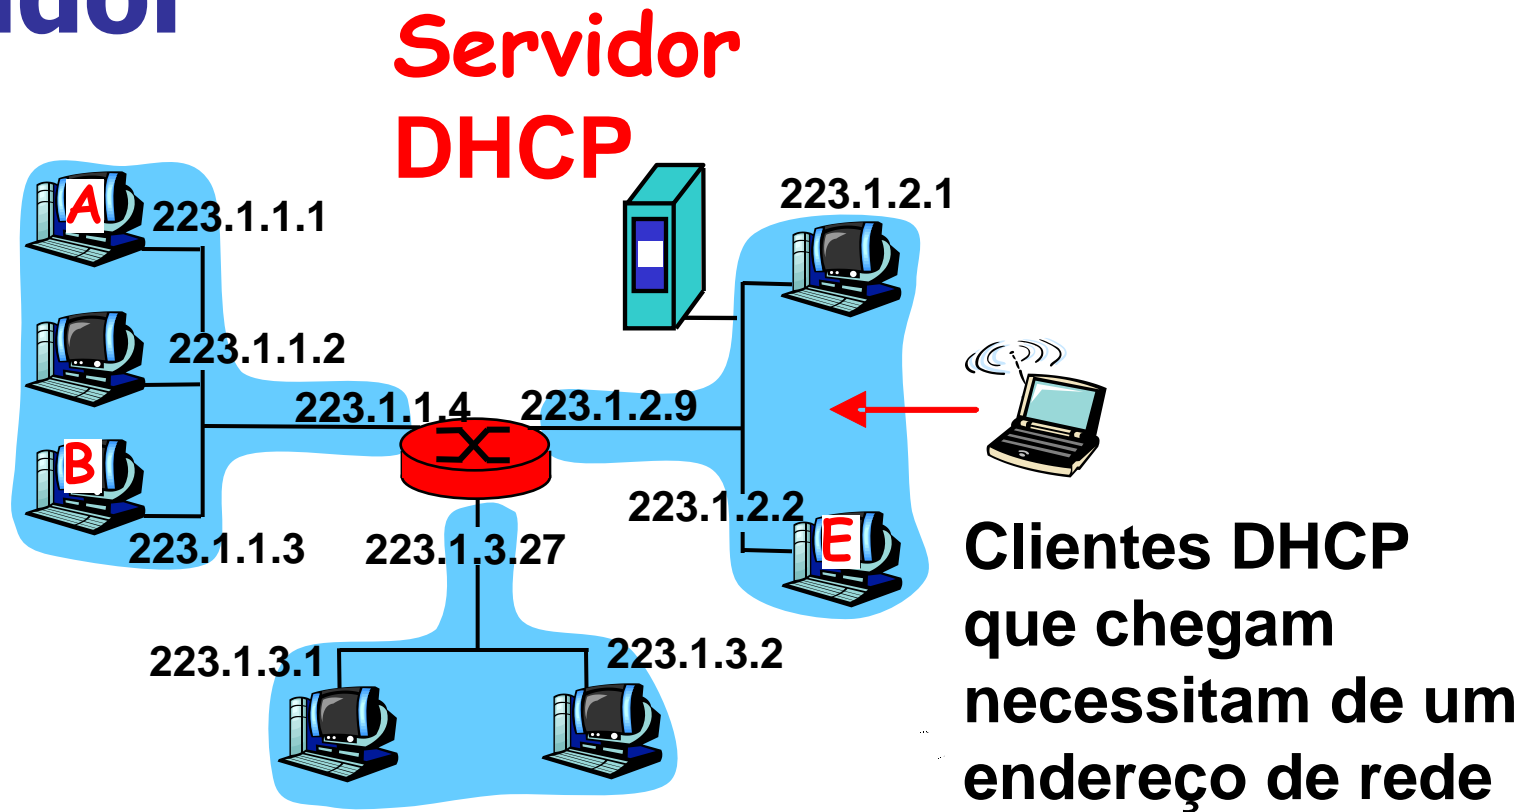 Servidor
DHCP
A
223.1.1.1
223.1.2.1
223.1.1.2
223.1.1.4
223.1.2.9
B
223.1.2.2
E
223.1.1.3
223.1.3.27
223.1.3.1
223.1.3.2
Clientes DHCP
que chegam
necessitam de um
endereço de rede